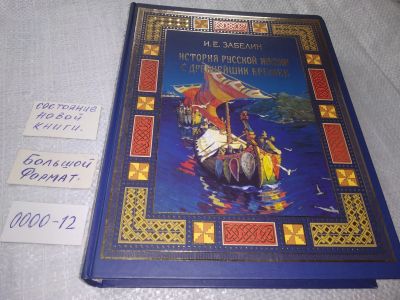 И.Е. ЗАБЕЛИН
ИСТОРИЯ РУССКОЙ ЖИЗНИ
С ДРЕВНЕЙШИХ ВРЕМЕН
СОСТОЯНИЕ
НОВОЙ
КНИГИ.
БОЛЬШОЙ
ФОРМАТ.
0000-12